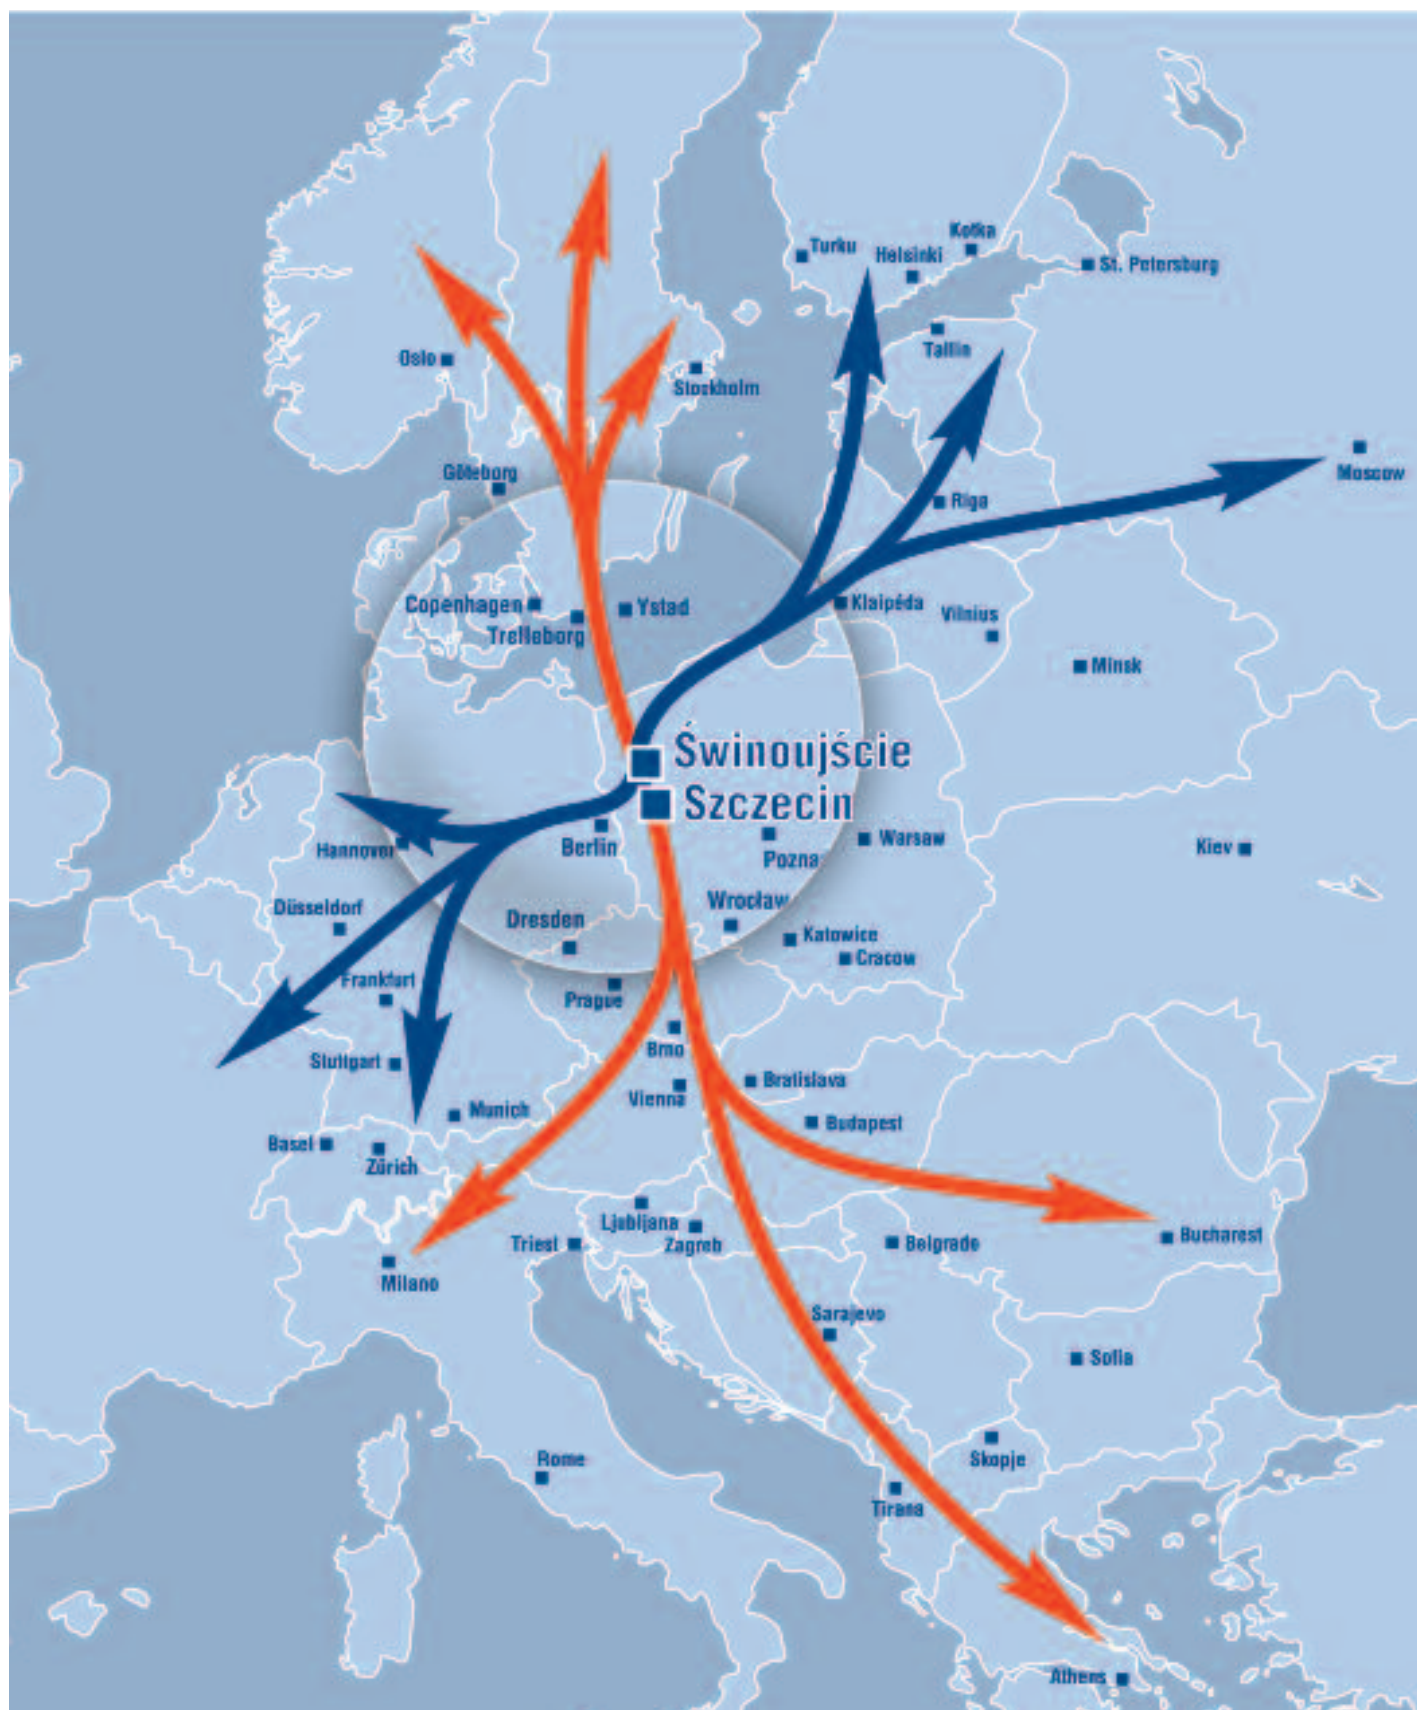 Kotka
Turku
Helsinki
St. Petersburg
Tallin
Oslo
Stockholm
Moscow
Göteborg
Riga
Copenhagen
Ystad
Klaipéda
Vilnius
Trelleborg
Minsk
Świnoujście
Szczecin
Hannover
Berlin
Pozna
Warsaw
Kiev
Düsseldorf
Wrocław
Dresden
Katowice
Cracow
Frankfurt
Prague
Brno
Stuttgart
Bratislava
Vienna
Munich
Budapest
Basel
Zürich
Ljubljana
Triest
Zagreb
Belgrade
Bucharest
Milano
Sarajevo
Sofia
Rome
Skopje
Tirana
Athens